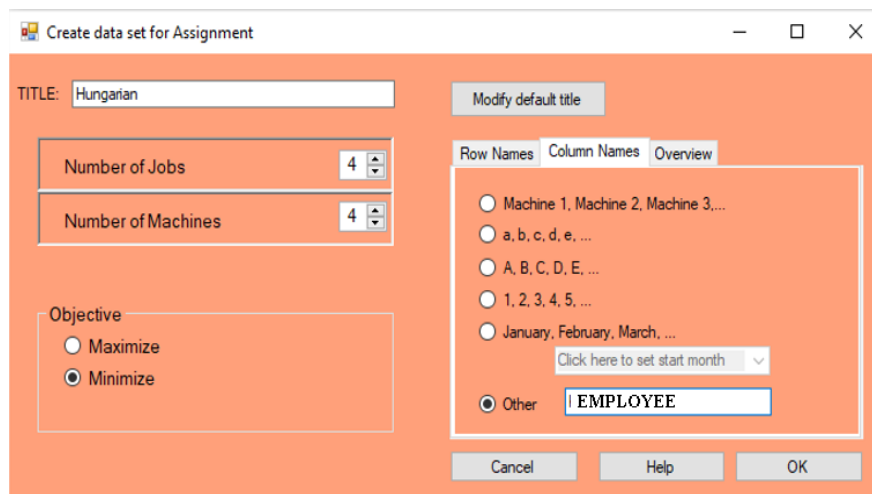 Create data set for Assignment
TITLE: Hungarian
Modify default title
Row Names Column Names Overview
Number of Jobs 4
Number of Machines 4
Machine 1, Machine 2, Machine 3,...
a, b, c, d, e, ...
A, B, C, D, E, ...
1, 2, 3, 4, 5, ...
January, February, March, ...
Click here to set start month
Other EMPLOYEE
Objective
Maximize
Minimize
Cancel Help OK